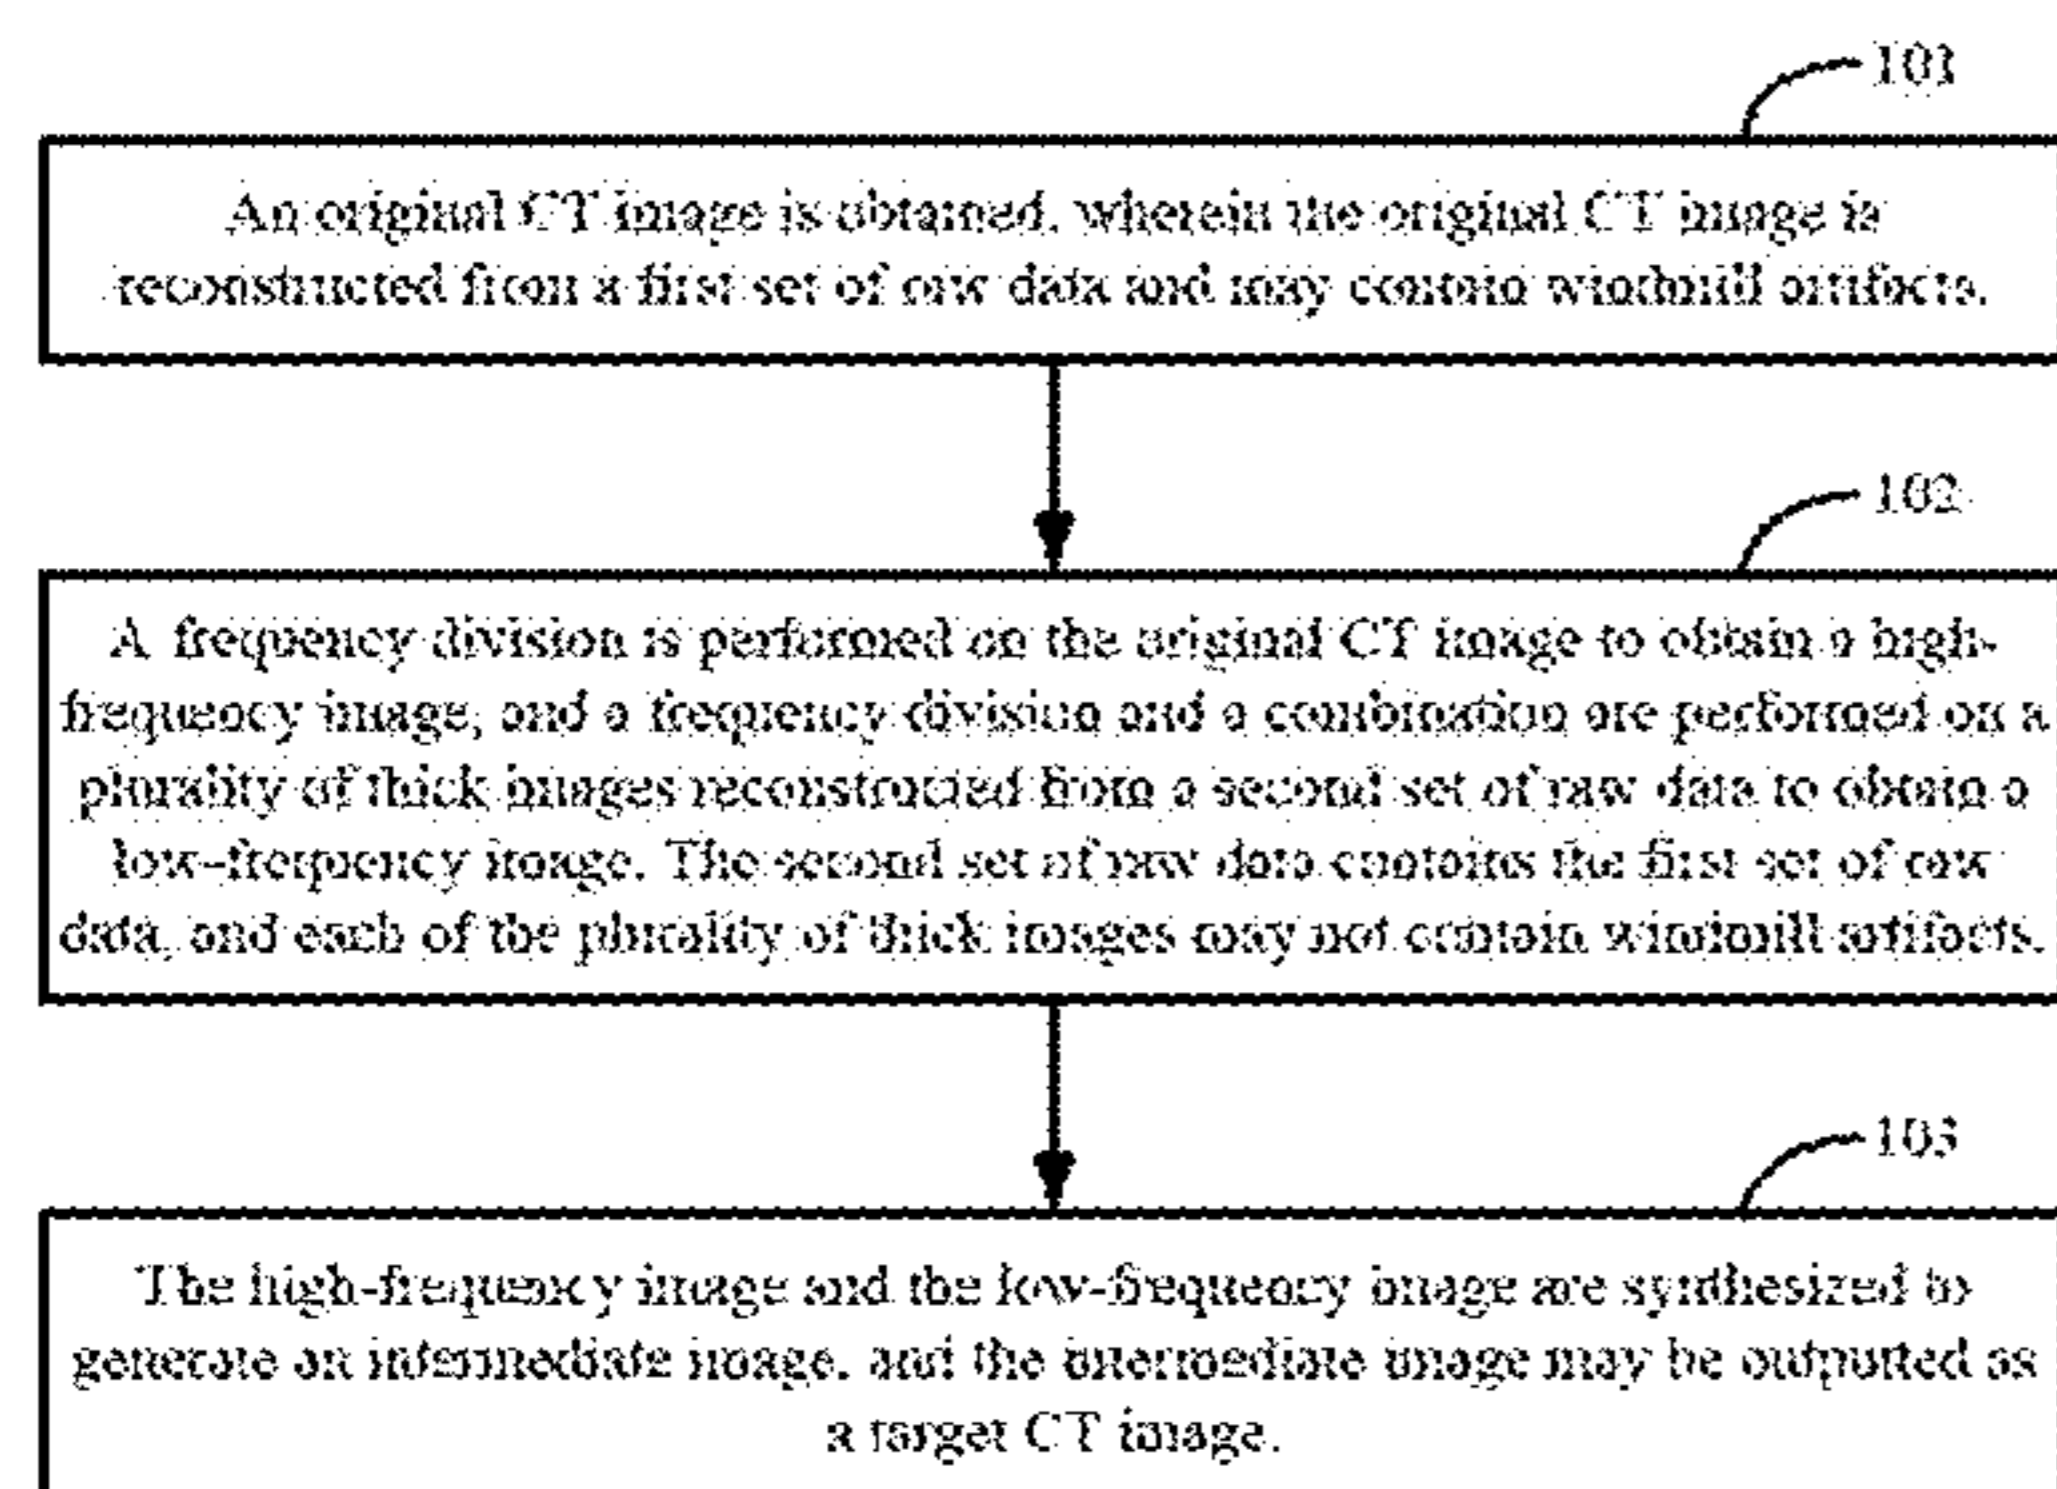 101
An original CT image is obtained, wherein the original CT image is
reconstructed from a first set of raw data and may contain windmill artifacts.
102
A frequency division is performed on the original CT image to obtain a high-
frequency image, and a frequency division and a combination are performed on a
plurality of thick images reconstructed from a second set of raw data to obtain a
low-frequency image. The second set of raw data contains the first set of raw
data, and each of the plurality of thick images may not contain windmill artifacts.
103
The high-frequency image and the low-frequency image are synthesized to
generate an intermediate image, and the intermediate image may be outputted as
a target CT image.